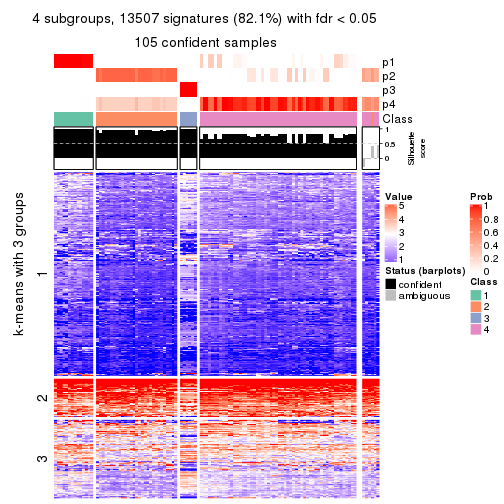 4 subgroups, 13507 signatures (82.1%) with fdr < 0.05
105 confident samples
p1
p2
p3
p4
Class
1
0.5
0
Silhouette
score
k-means with 3 groups
1
2
3
Value
5
4
3
2
1
Status (barplots)
confident
ambiguous
Prob
1
0.8
0.6
0.4
0.2
0
Class
1
2
3
4